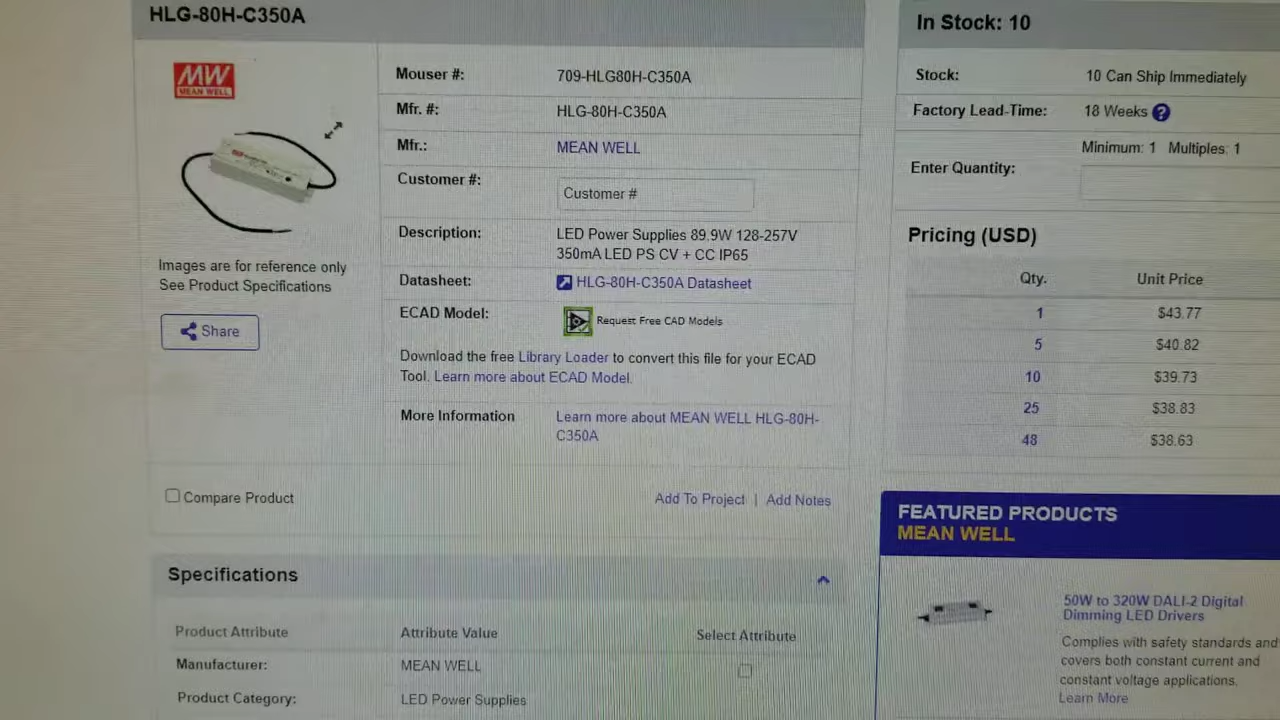 HLG-80H-C350A
MW
MEAN WELL
Images are for reference only
See Product Specifications
Share
Mouser #: 709-HLG80H-C350A
Mfr. #: HLG-80H-C350A
Mfr.: MEAN WELL
Customer #: Customer #
Description: LED Power Supplies 89.9W 128-257V
350mA LED PS CV + CC IP65
Datasheet: HLG-80H-C350A Datasheet
ECAD Model: Request Free CAD Models
Download the free Library Loader to convert this file for your ECAD
Tool. Learn more about ECAD Model.
More Information Learn more about MEAN WELL HLG-80H-
C350A
Compare Product
Add To Project | Add Notes
Specifications
Product Attribute Attribute Value Select Attribute
Manufacturer: MEAN WELL
Product Category: LED Power Supplies
In Stock: 10
Stock: 10 Can Ship Immediately
Factory Lead-Time: 18 Weeks ?
Minimum: 1 Multiples: 1
Enter Quantity:
Pricing (USD)
Qty. Unit Price
1 $43.77
5 $40.82
10 $39.73
25 $38.83
48 $38.63
FEATURED PRODUCTS
MEAN WELL
50W to 320W DALI-2 Digital
Dimming LED Drivers
Complies with safety standards and
covers both constant current and
constant voltage applications.
Learn More